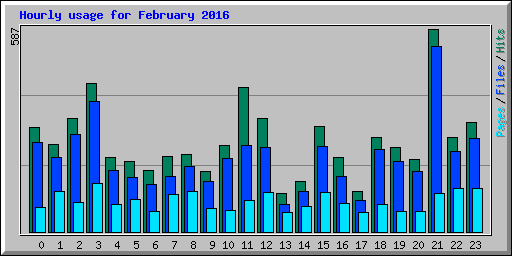 Hourly usage for February 2016
587
Pages/Files/Hits
0 1 2 3 4 5 6 7 8 9 10 11 12 13 14 15 16 17 18 19 20 21 22 23